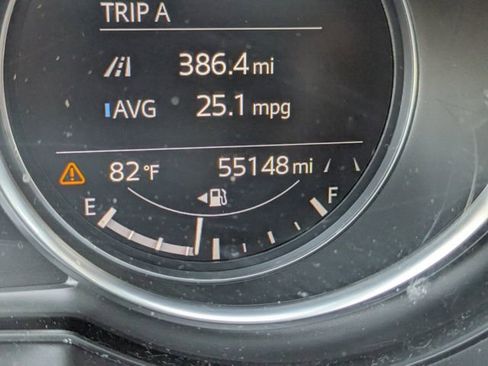 TRIP A
386.4 mi
AVG 25.1 mpg
82°F 55148 mi
E F